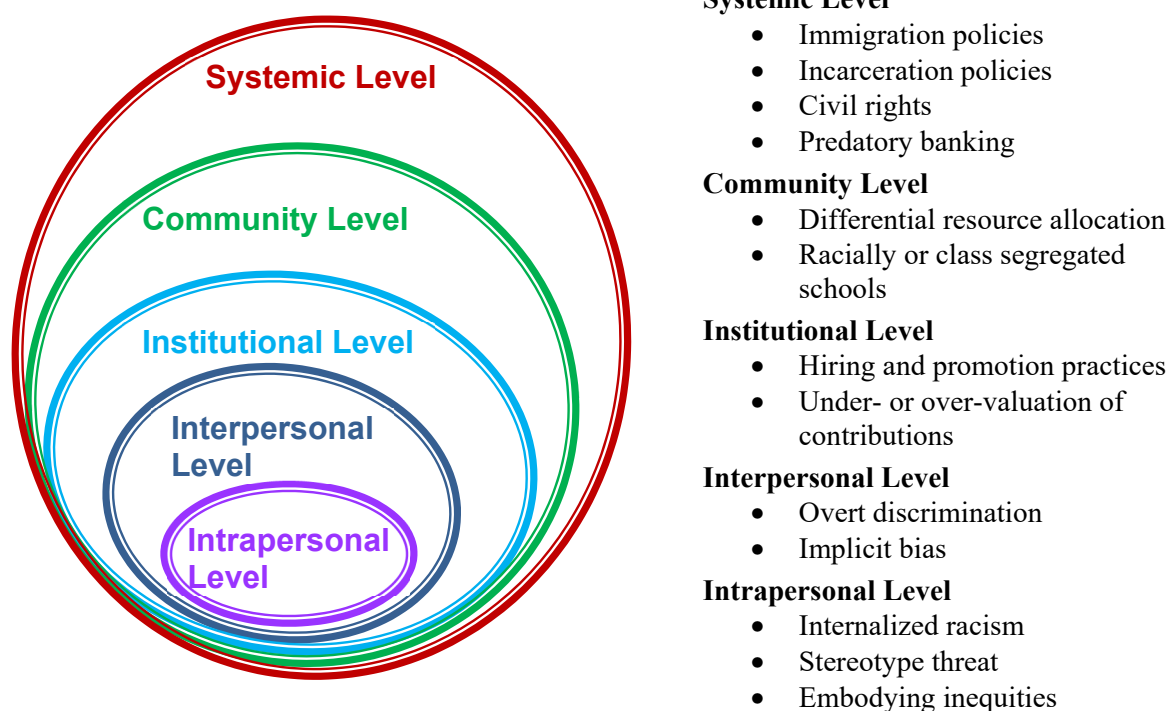 Systemic Level
Community Level
Institutional Level
Interpersonal
Level
Intrapersonal
Level
Systemic Level
• Immigration policies
• Incarceration policies
• Civil rights
• Predatory banking
Community Level
• Differential resource allocation
• Racially or class segregated
schools
Institutional Level
• Hiring and promotion practices
• Under- or over-valuation of
contributions
Interpersonal Level
• Overt discrimination
• Implicit bias
Intrapersonal Level
• Internalized racism
• Stereotype threat
• Embodying inequities